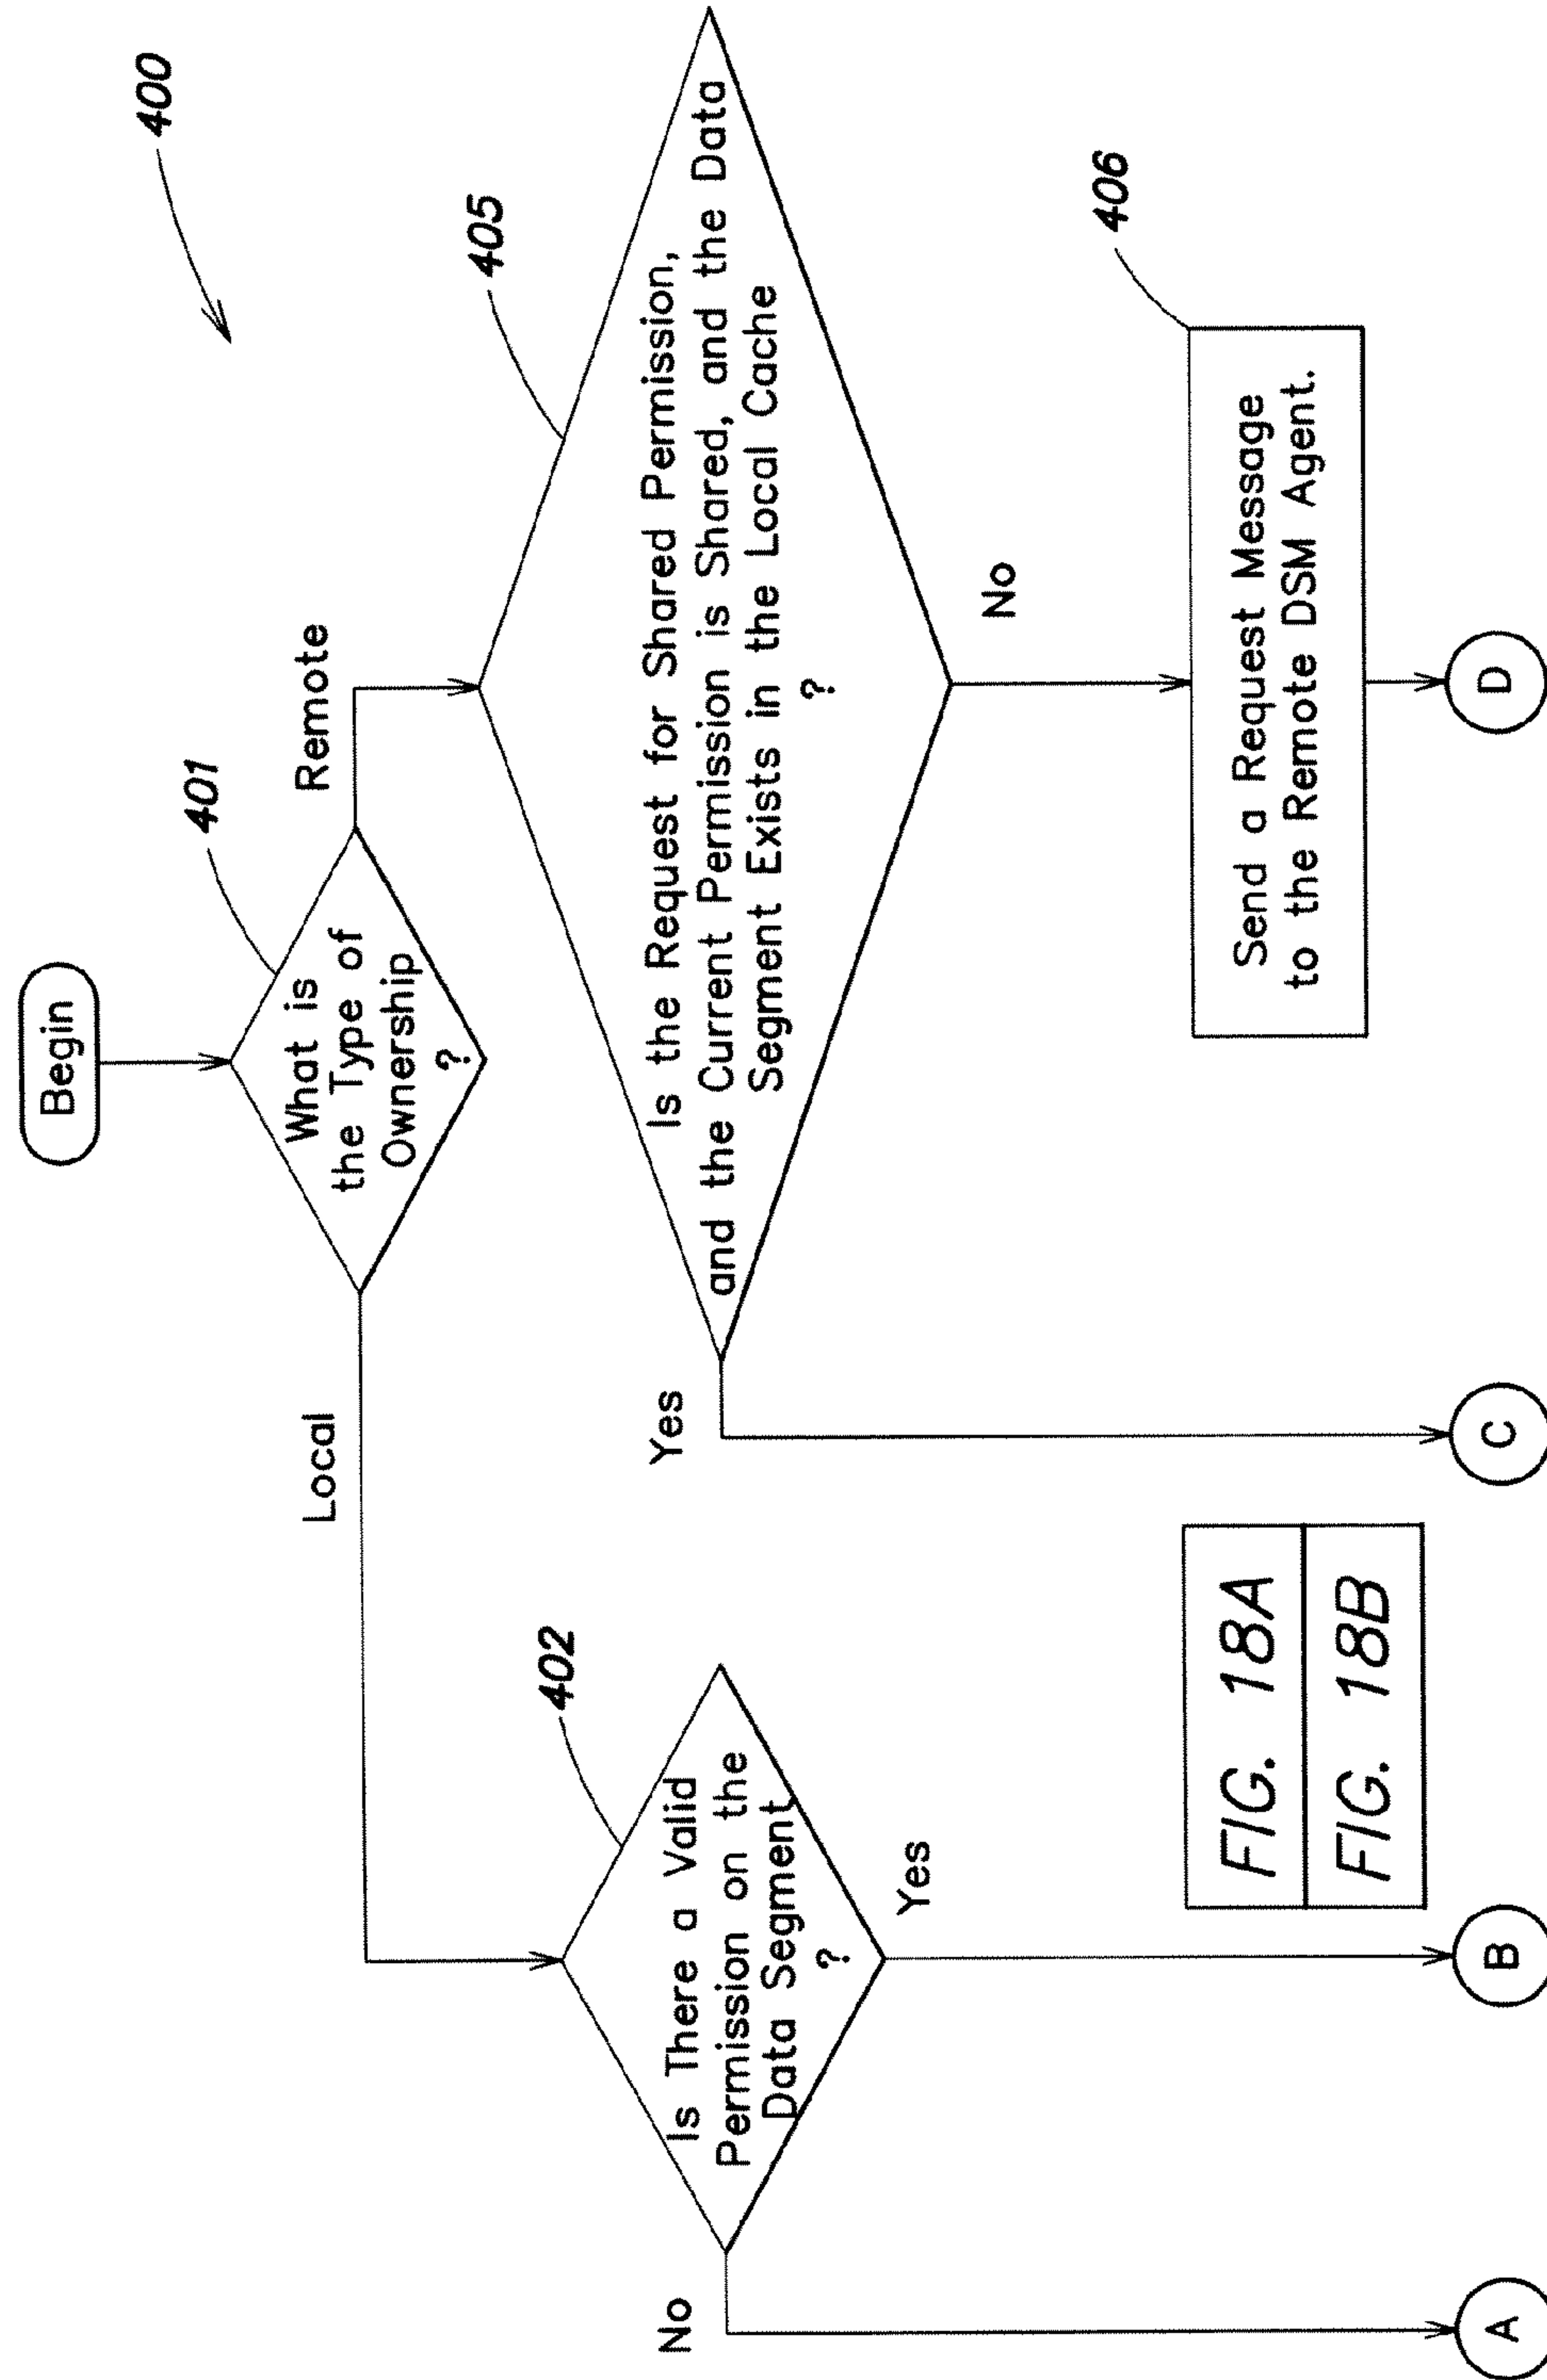 400
Begin
401
What is
the Type of
Ownership
?
Local
Remote
402
Is There a Valid
Permission on the
Data Segment
?
No
Yes
405
Is the Request for Shared Permission,
and the Current Permission is Shared, and the Data
Segment Exists in the Local Cache
?
Yes
No
406
Send a Request Message
to the Remote DSM Agent.
FIG. 18A
FIG. 18B
A
B
C
D